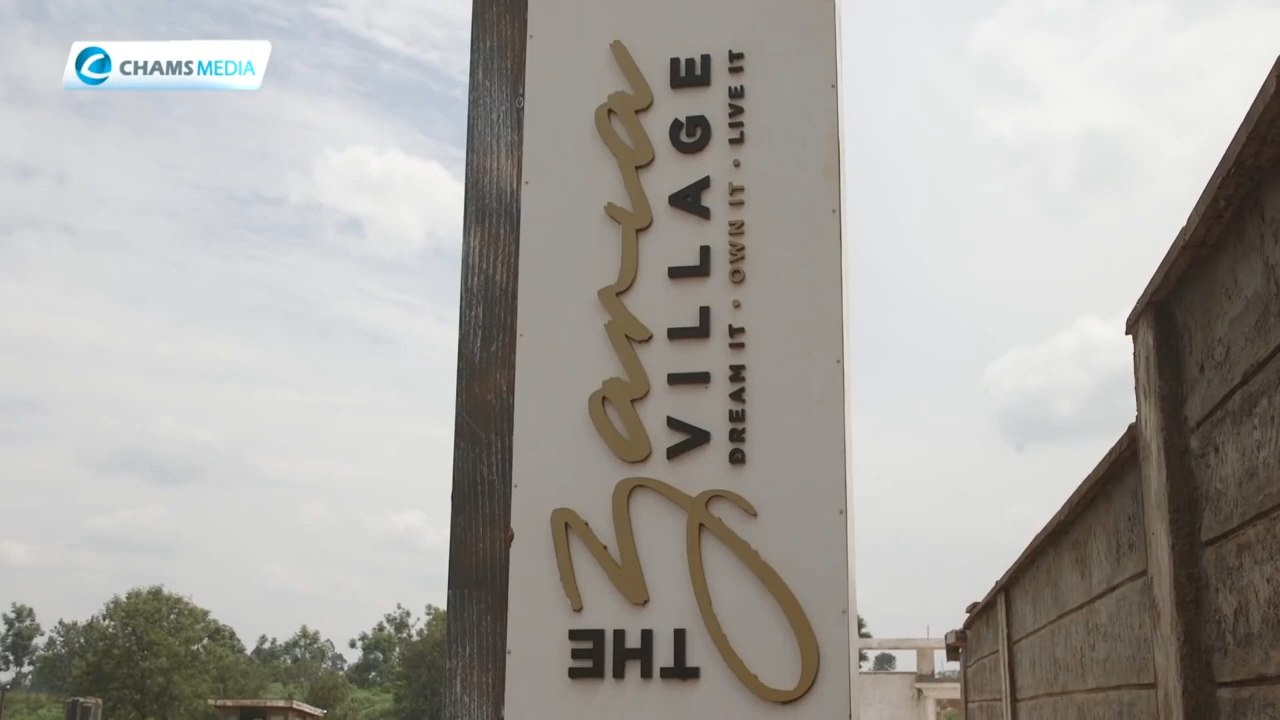 CHAMS MEDIA
THE
Zaria
VILLAGE
DREAM IT • OWN IT • LIVE IT